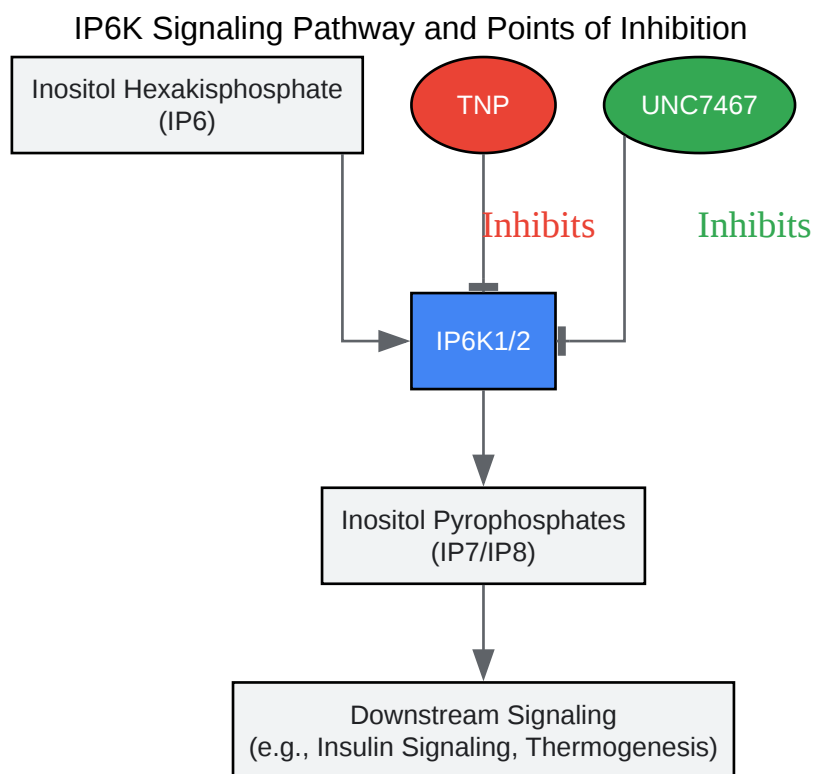 IP6K Signaling Pathway and Points of Inhibition
Inositol Hexakisphosphate
(IP6)
TNP
UNC7467
Inhibits
Inhibits
IP6K1/2
Inositol Pyrophosphates
(IP7/IP8)
Downstream Signaling
(e.g., Insulin Signaling, Thermogenesis)